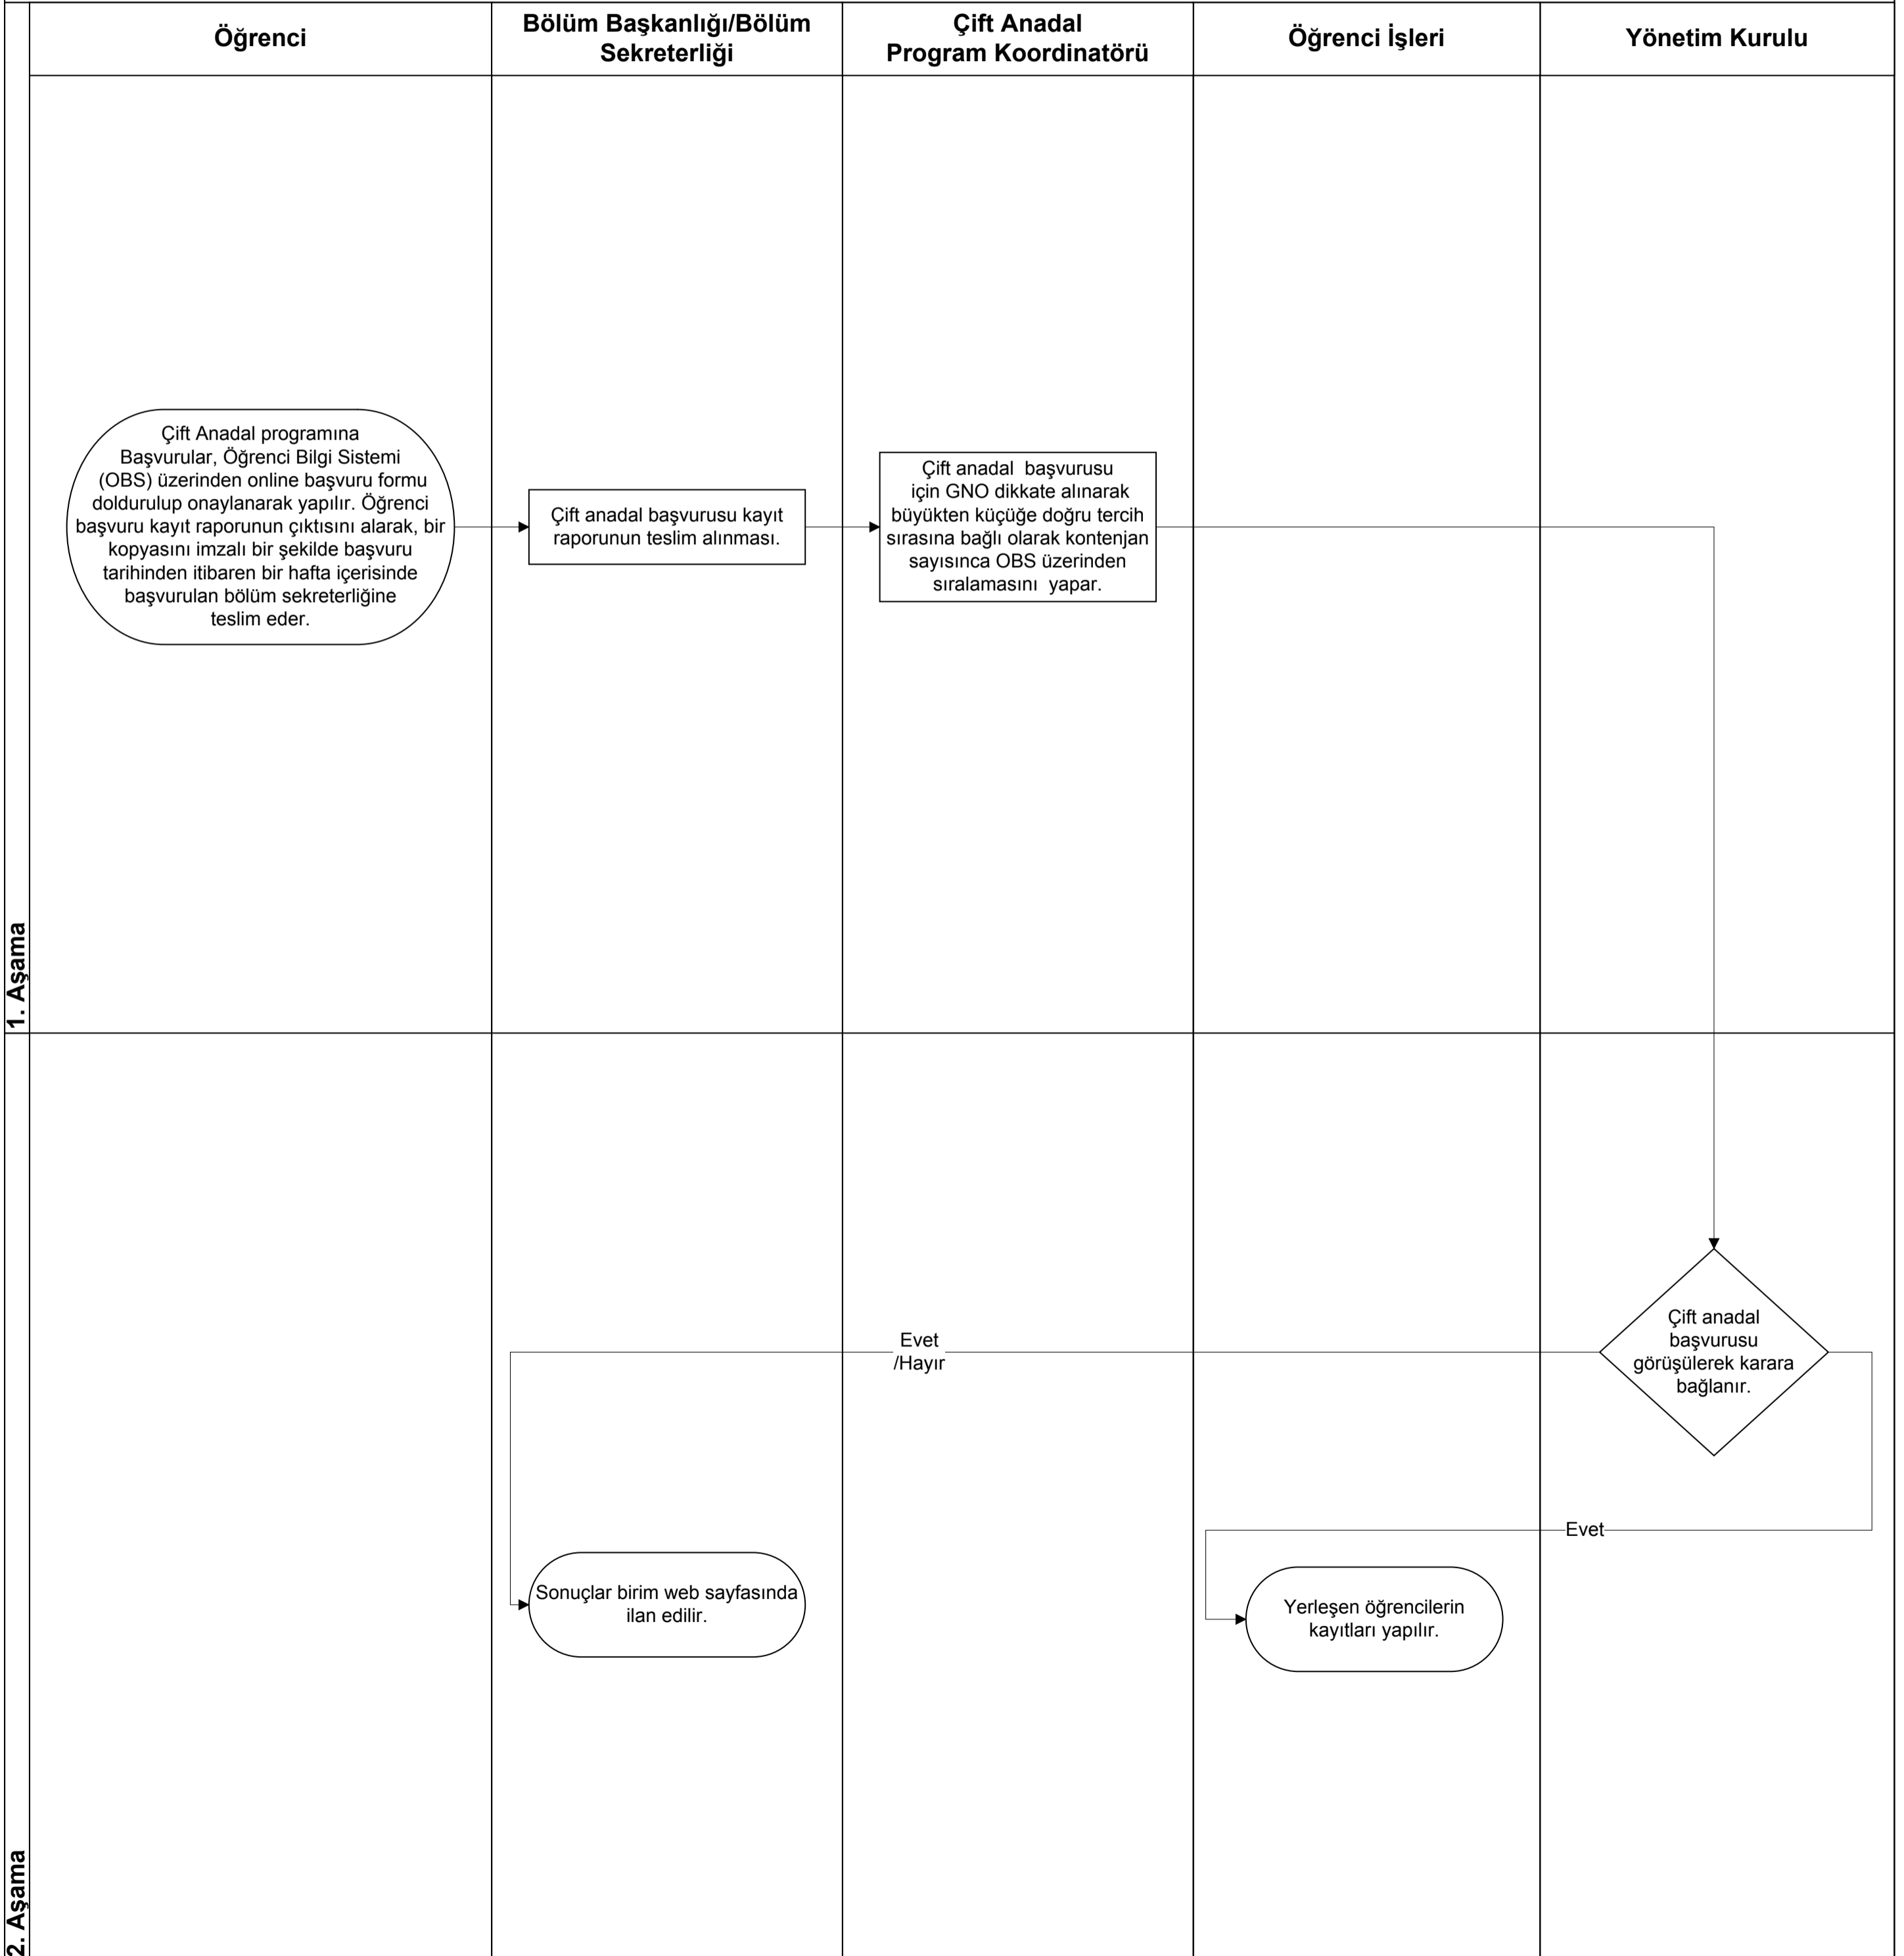 Öğrenci
Bölüm Başkanlığı/Bölüm
Sekreterliği
Çift Anadal
Program Koordinatörü
Öğrenci İşleri
Yönetim Kurulu
1. Aşama
Çift Anadal programına
Başvurular, Öğrenci Bilgi Sistemi
(OBS) üzerinden online başvuru formu
doldurulup onaylanarak yapılır. Öğrenci
başvuru kayıt raporunun çıktısını alarak, bir
kopyasını imzalı bir şekilde başvuru
tarihinden itibaren bir hafta içerisinde
başvurulan bölüm sekreterliğine
teslim eder.
Çift anadal başvurusu kayıt
raporunun teslim alınması.
Çift anadal  başvurusu
için GNO dikkate alınarak
büyükten küçüğe doğru tercih
sırasına bağlı olarak kontenjan
sayısınca OBS üzerinden
sıralamasını  yapar.
2. Aşama
Çift anadal
başvurusu
görüşülerek karara
bağlanır.
Evet
/Hayır
Evet
Sonuçlar birim web sayfasında
ilan edilir.
Yerleşen öğrencilerin
kayıtları yapılır.